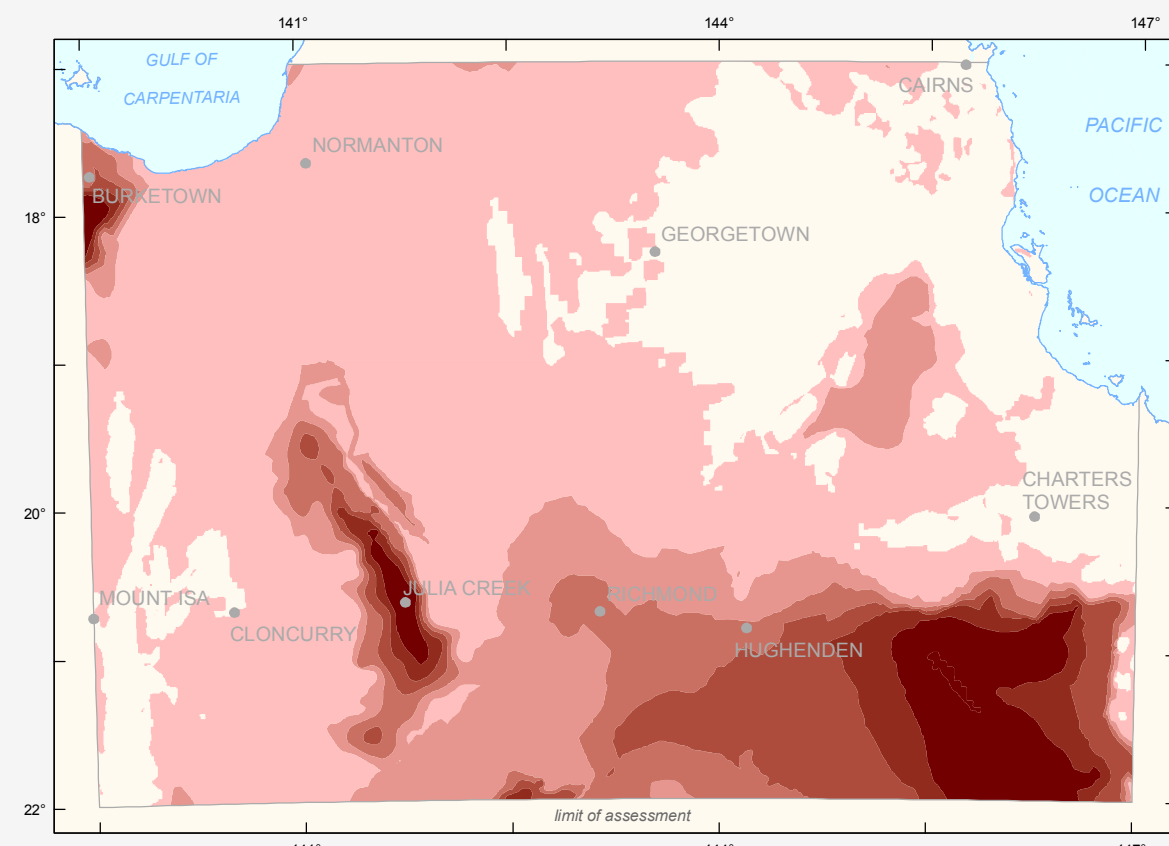 141°
144°
147°
GULF OF
CARPENTARIA
CAIRNS
PACIFIC
OCEAN
NORMANTON
BURKETOWN
18°
GEORGETOWN
CHARTERS
TOWERS
20°
JULIA CREEK
RICHMOND
MOUNT ISA
CLONCURRY
HUGHENDEN
22°
limit of assessment